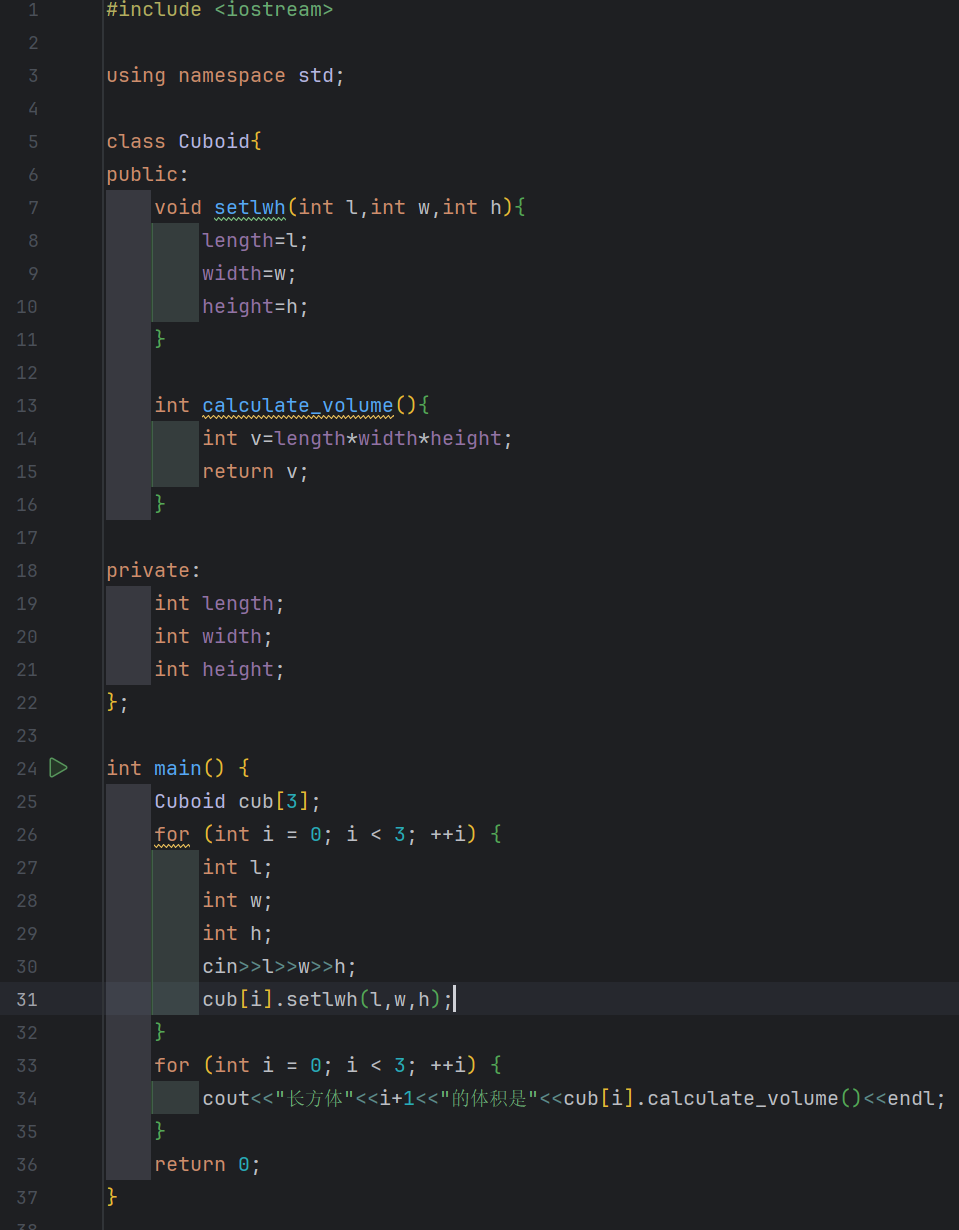 1 #include <iostream>
2
3 using namespace std;
4
5 class Cuboid{
6 public:
7     void setlwh(int l,int w,int h){
8         length=l;
9         width=w;
10         height=h;
11     }
12
13     int calculate_volume(){
14         int v=length*width*height;
15         return v;
16     }
17
18 private:
19     int length;
20     int width;
21     int height;
22 };
23
24 int main() {
25     Cuboid cub[3];
26     for (int i = 0; i < 3; ++i) {
27         int l;
28         int w;
29         int h;
30         cin>>l>>w>>h;
31         cub[i].setlwh(l,w,h);
32     }
33     for (int i = 0; i < 3; ++i) {
34         cout<<"长方体"<<i+1<<"的体积是"<<cub[i].calculate_volume()<<endl;
35     }
36     return 0;
37 }
38